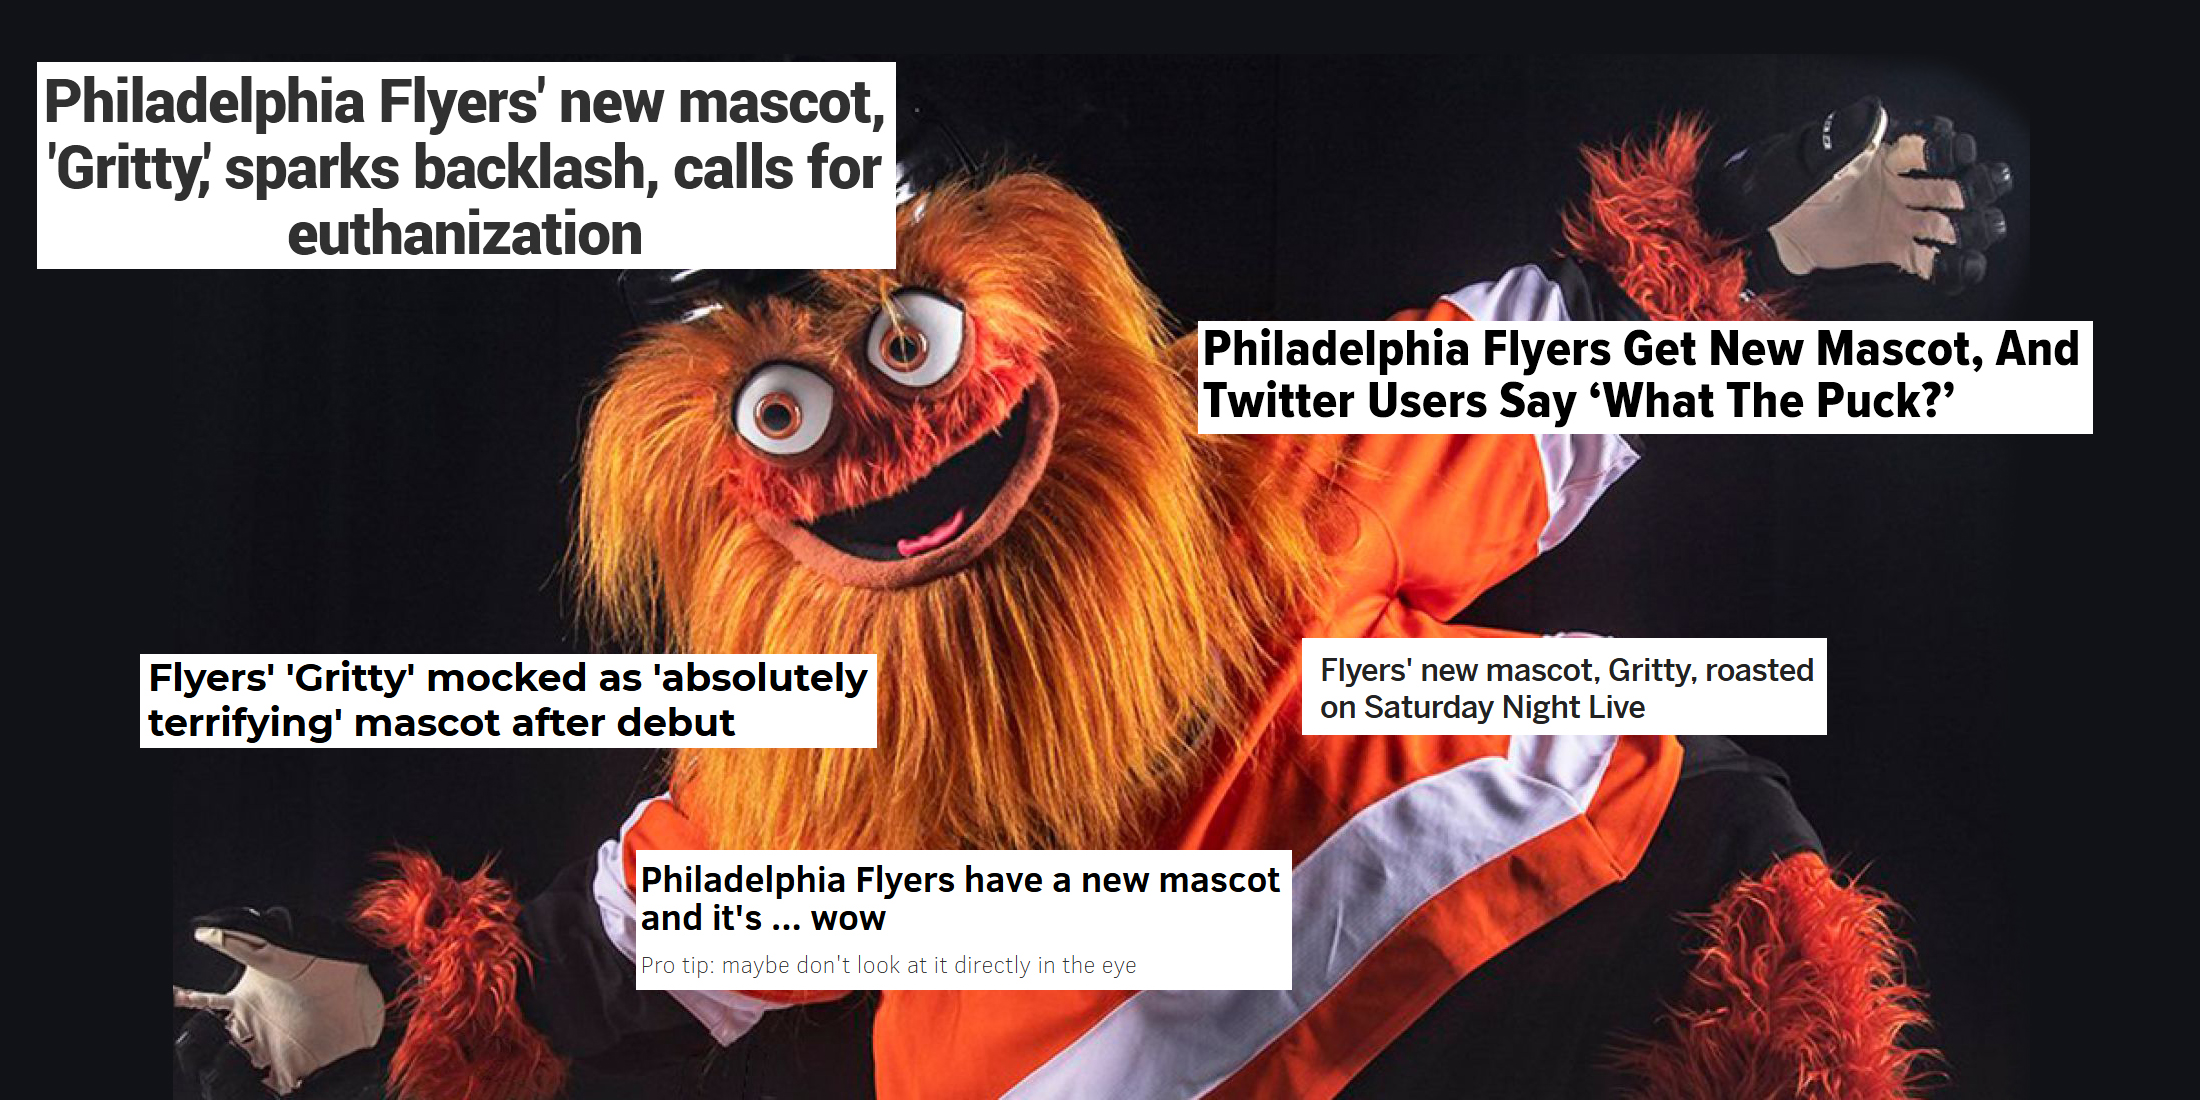 Philadelphia Flyers' new mascot,
'Gritty,' sparks backlash, calls for
euthanization
Philadelphia Flyers Get New Mascot, And
Twitter Users Say ‘What The Puck?’
Flyers' 'Gritty' mocked as 'absolutely
terrifying' mascot after debut
Flyers' new mascot, Gritty, roasted
on Saturday Night Live
Philadelphia Flyers have a new mascot
and it's ... wow
Pro tip: maybe don't look at it directly in the eye